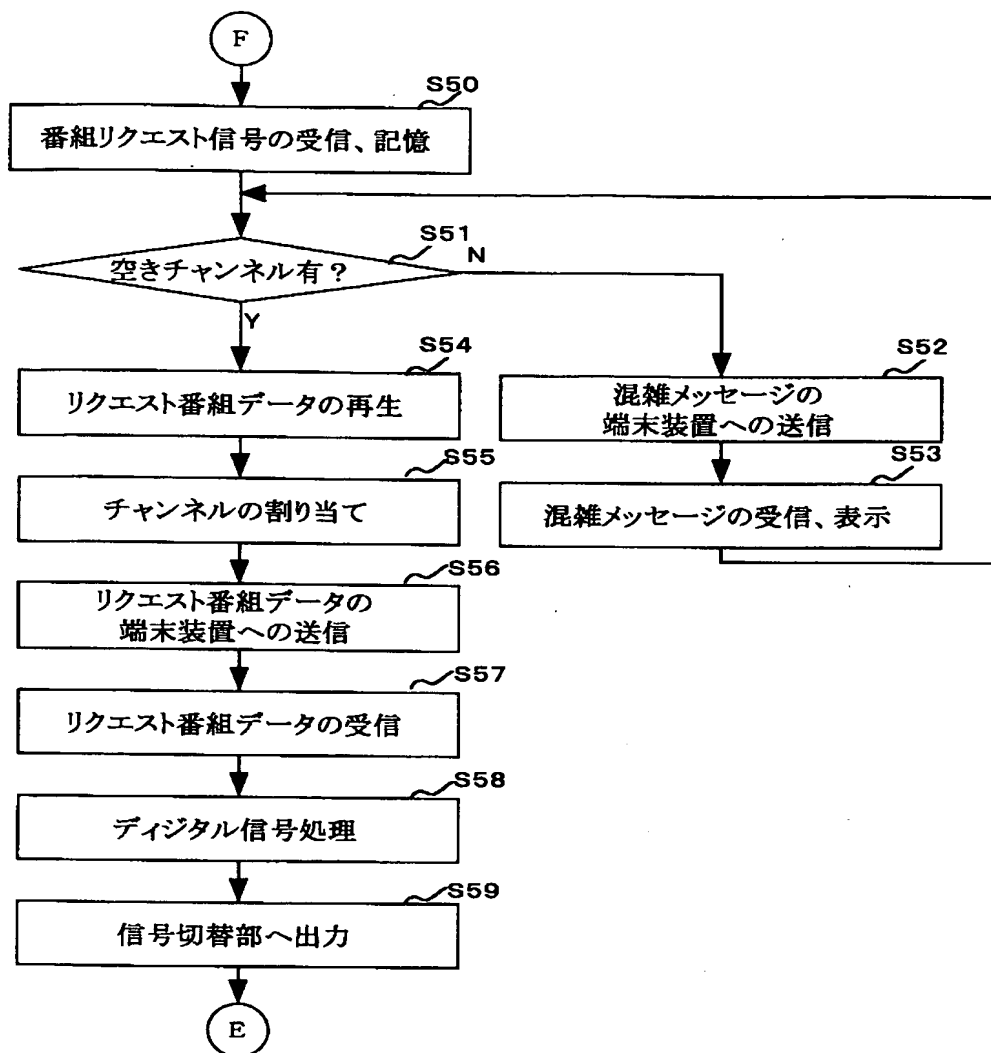 F
S50
番組リクエスト信号の受信、記憶
S51
空きチャンネル有？
N
Y
S54
リクエスト番組データの再生
S52
混雑メッセージの
端末装置への送信
S55
チャンネルの割り当て
S53
混雑メッセージの受信、表示
S56
リクエスト番組データの
端末装置への送信
S57
リクエスト番組データの受信
S58
ディジタル信号処理
S59
信号切替部へ出力
E